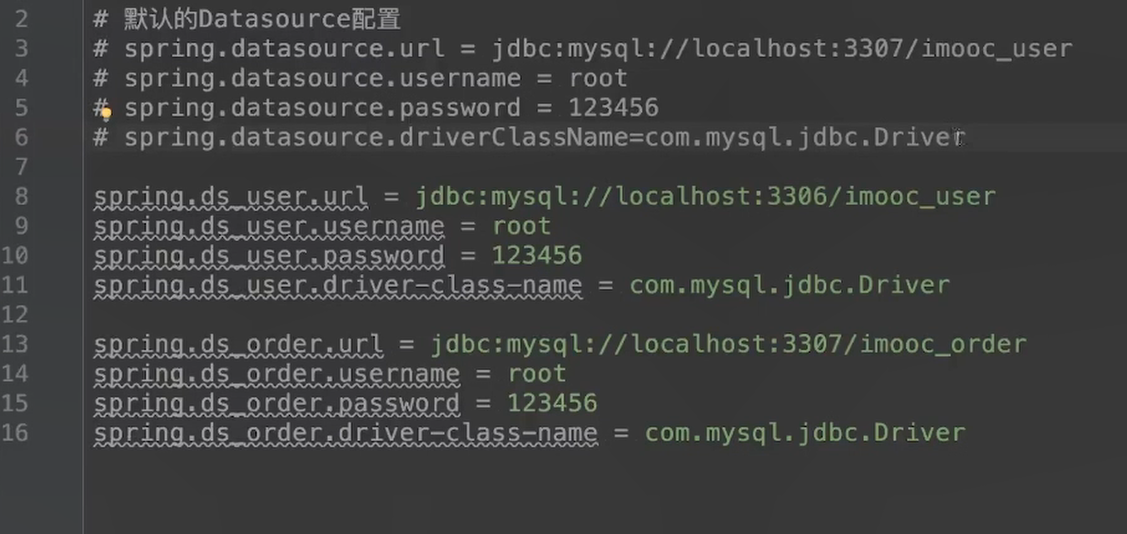 2 # 默认的Datasource配置
3 # spring.datasource.url = jdbc:mysql://localhost:3307/imooc_user
4 # spring.datasource.username = root
5 # spring.datasource.password = 123456
6 # spring.datasource.driverClassName=com.mysql.jdbc.Driver
7
8 spring.ds_user.url = jdbc:mysql://localhost:3306/imooc_user
9 spring.ds_user.username = root
10 spring.ds_user.password = 123456
11 spring.ds_user.driver-class-name = com.mysql.jdbc.Driver
12
13 spring.ds_order.url = jdbc:mysql://localhost:3307/imooc_order
14 spring.ds_order.username = root
15 spring.ds_order.password = 123456
16 spring.ds_order.driver-class-name = com.mysql.jdbc.Driver